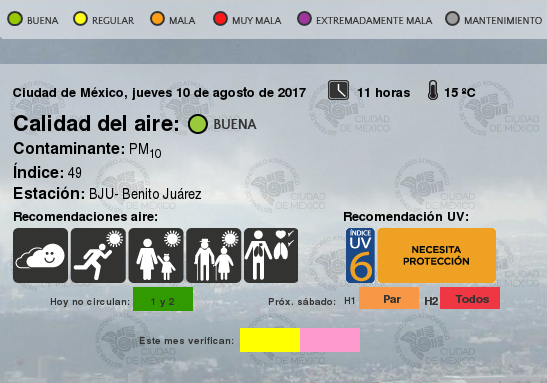 BUENA REGULAR MALA MUY MALA EXTREMADAMENTE MALA MANTENIMIENTO
Ciudad de México, jueves 10 de agosto de 2017 11 horas 15 ºC
Calidad del aire: BUENA
Contaminante: PM10
Índice: 49
Estación: BJU- Benito Juárez
Recomendaciones aire: Recomendación UV:
ÍNDICE
UV
6
NECESITA
PROTECCIÓN
Hoy no circulan: 1 y 2 Próx. sábado: H1 Par H2 Todos
Este mes verifican:
CIUDAD
DE MÉXICO